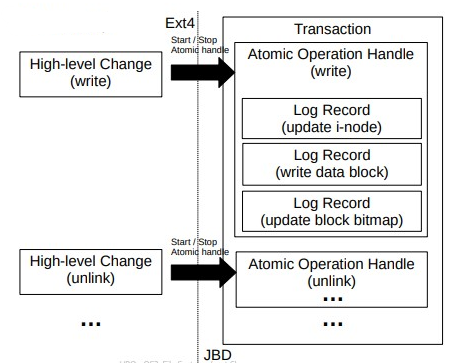 Ext4
Transaction
Start / Stop
Atomic handle
High-level Change
(write)
Atomic Operation Handle
(write)
Log Record
(update i-node)
Log Record
(write data block)
Log Record
(update block bitmap)
Start / Stop
Atomic handle
High-level Change
(unlink)
Atomic Operation Handle
(unlink)
...
...
...
JBD